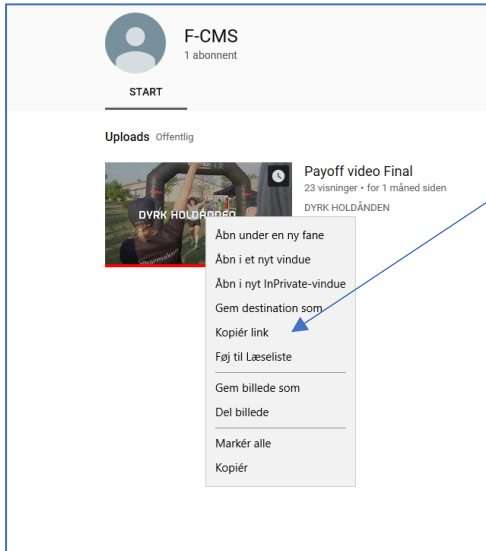 F-CMS
1 abonnent
START
Uploads Offentlig
Payoff video Final
23 visninger • for 1 måned siden
DYRK HOLDÅNDEN
DYRK HOLDÅNDEN
Åbn under en ny fane
Åbn i et nyt vindue
Åbn i nyt InPrivate-vindue
Gem destination som
Kopiér link
Føj til Læseliste
Gem billede som
Del billede
Markér alle
Kopiér